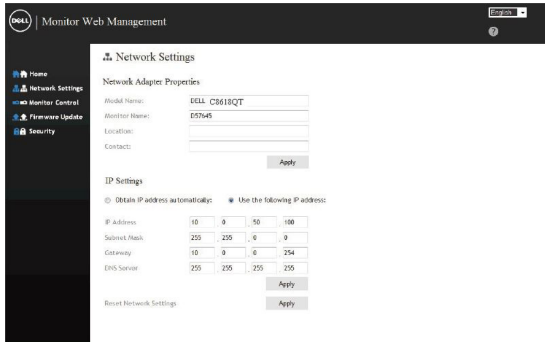 DELL Monitor Web Management
English
?
Network Settings
Home
Network Settings
Monitor Control
Firmware Update
Security
Network Adapter Properties
Model Name: DELL C8618QT
Monitor Name: D57645
Location:
Contact:
Apply
IP Settings
Obtain IP address automatically: Use the following IP address:
IP Address 10 . 0 . 50 . 100
Subnet Mask 255 . 255 . 0 . 0
Gateway 10 . 0 . 0 . 254
DNS Server 255 . 255 . 255 . 255
Apply
Reset Network Settings Apply